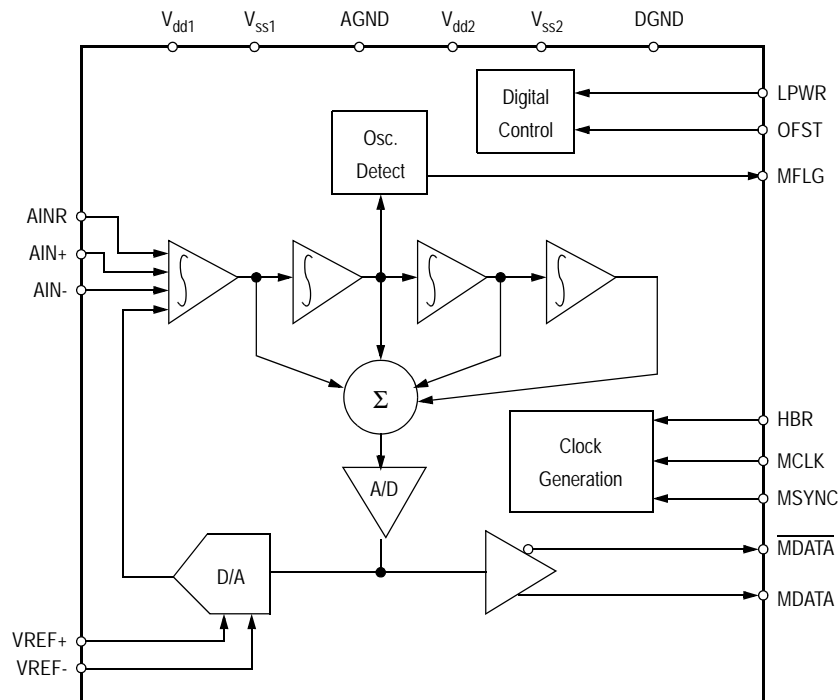 Vdd1 Vss1 AGND Vdd2 Vss2 DGND
LPWR
Digital
Control
OFST
Osc.
Detect
MFLG
AINR
AIN+
AIN-
∫ ∫ ∫ ∫
Σ
HBR
Clock
Generation
MCLK
MSYNC
A/D
MDATA
D/A
MDATA
VREF+
VREF-